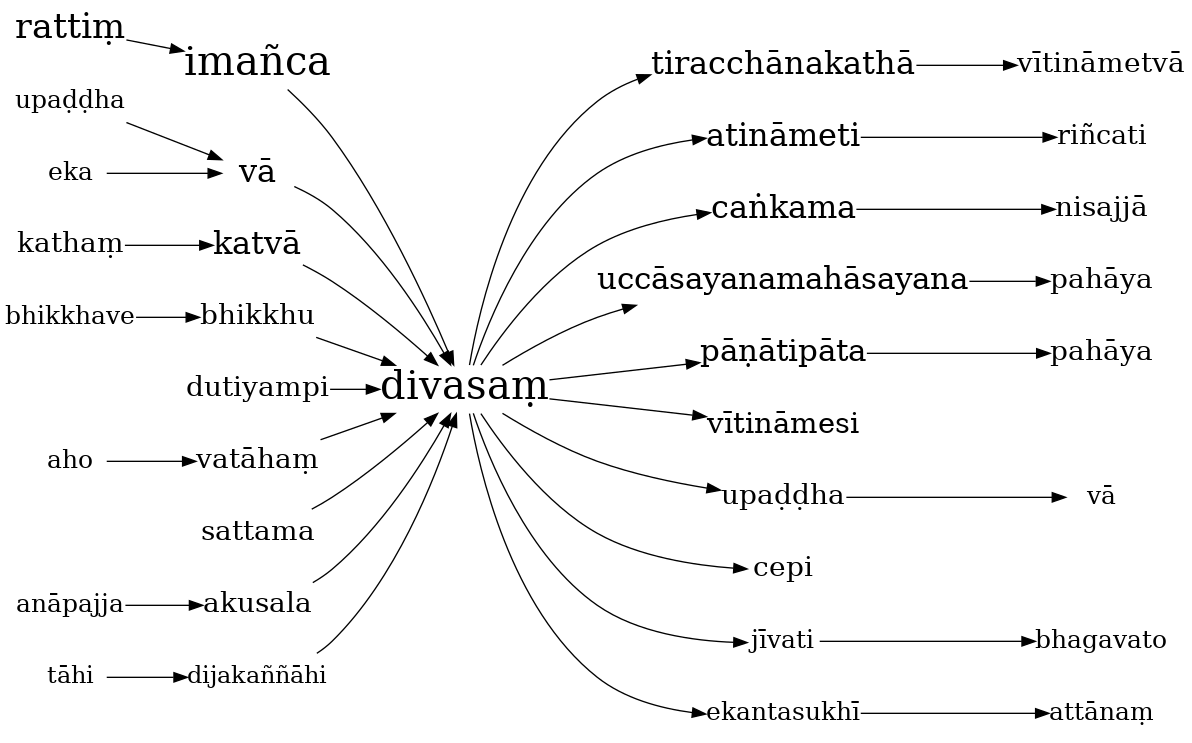 rattiṃ
imañca
tiracchānakathā
vītināmetvā
upaḍḍha
atināmeti
riñcati
eka
vā
caṅkama
nisajjā
kathaṃ
katvā
uccāsayanamahāsayana
pahāya
bhikkhave
bhikkhu
pāṇātipāta
pahāya
dutiyampi
divasaṃ
vītināmesi
aho
vatāhaṃ
upaḍḍha
vā
sattama
cepi
anāpajja
akusala
jīvati
bhagavato
tāhi
dijakaññāhi
ekantasukhī
attānaṃ